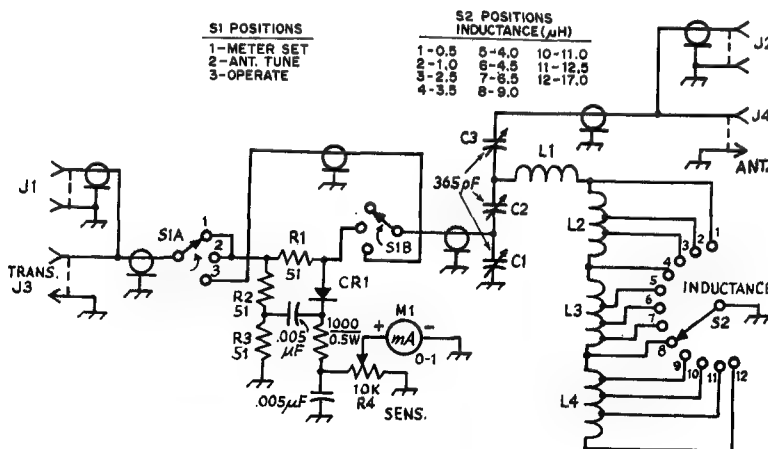 S1 POSITIONS
1-METER SET
2-ANT. TUNE
3-OPERATE
S2 POSITIONS
INDUCTANCE(µH)
1-0.5 5-4.0 10-11.0
2-1.0 6-4.5 11-12.5
3-2.5 7-6.5 12-17.0
4-3.5 8-9.0
J2
J4
ANT.
C3
L1
365pF
C2
C1
J1
S1A
1
2
3
R1
51
S1B
TRANS.
J3
R2
51
CR1
R3
51
.005
µF
1000
0.5W
M1
+
-
mA
0-1
10K
R4
SENS.
.005µF
L2
1
2
3
4
5
INDUCTANCE
S2
L3
6
7
8
9
10
11
12
L4